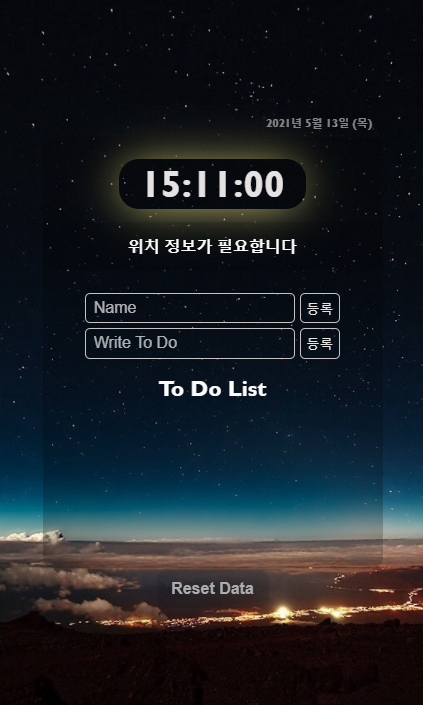 2021년 5월 13일 (목)
15:11:00
위치 정보가 필요합니다
Name 등록
Write To Do 등록
To Do List
Reset Data